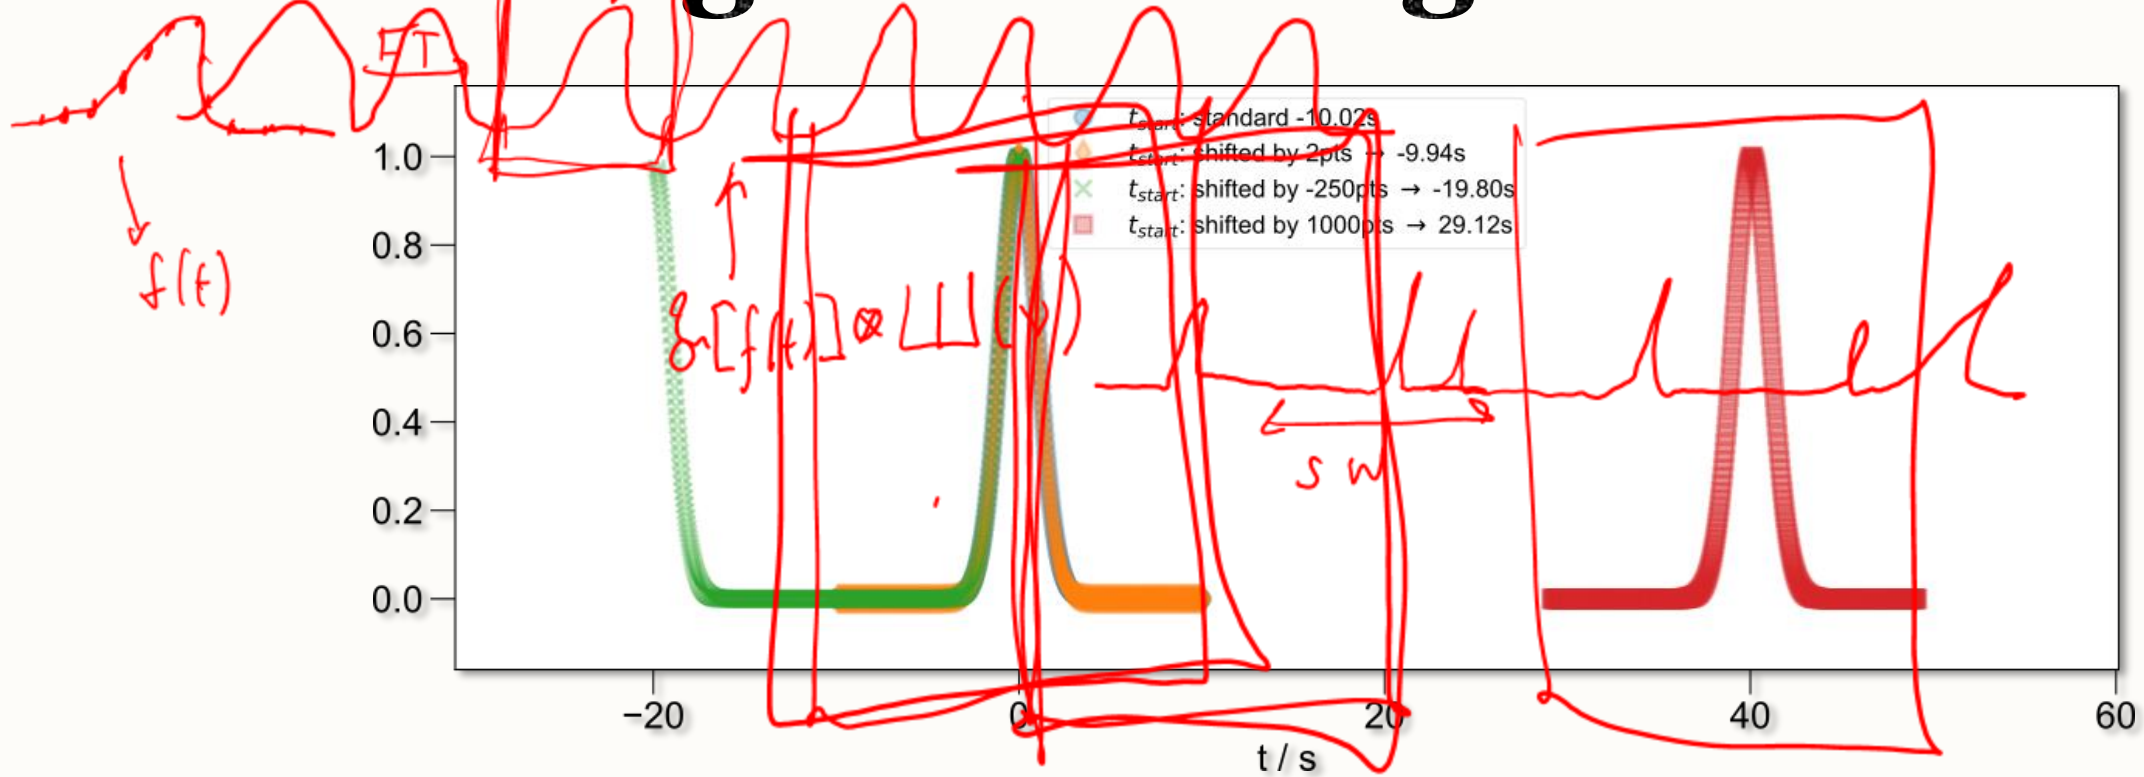 FT
t_start: standard -10.02s
t_start: shifted by 2pts → -9.94s
t_start: shifted by -250pts → -19.80s
t_start: shifted by 1000pts → 29.12s
f(t)
[f(t)] ⊗ Ш (ν)
SW
1.0
0.8
0.6
0.4
0.2
0.0
−20 0 20 40 60
t / s